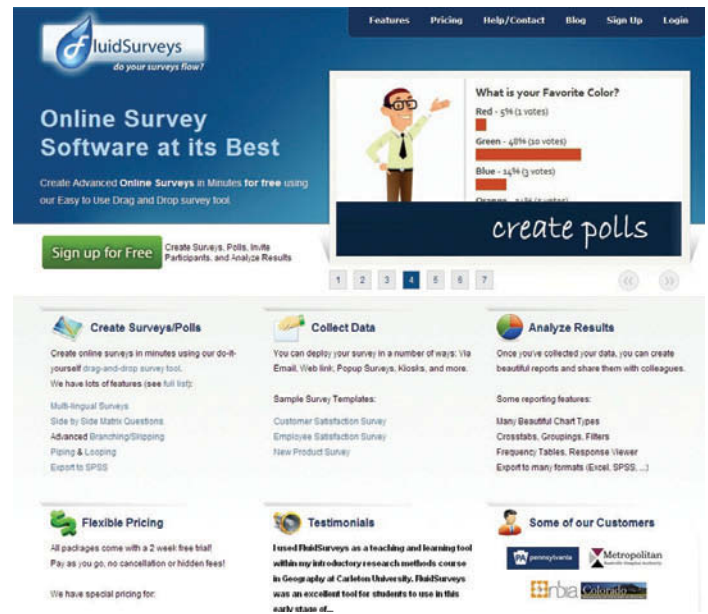 Features Pricing Help/Contact Blog Sign Up Login
FluidSurveys
do your surveys flow?
Online Survey
Software at its Best
Create Advanced Online Surveys in Minutes for free using
our Easy to Use Drag and Drop survey tool.
What is your Favorite Color?
Red - 5% (1 votes)
Green - 48% (10 votes)
Blue - 14% (3 votes)
create polls
Sign up for Free
Create Surveys, Polls, Invite
Participants, and Analyze Results
1 2 3 4 5 6 7
Create Surveys/Polls
Create online surveys in minutes using our do-it-
yourself drag-and-drop survey tool.
We have lots of features (see full list):
Multi-lingual Surveys
Side by Side Matrix Questions
Advanced Branching/Skipping
Piping & Looping
Export to SPSS
Collect Data
You can deploy your survey in a number of ways: Via
Email, Web link, Popup Surveys, Kiosks, and more.
Sample Survey Templates:
Customer Satisfaction Survey
Employee Satisfaction Survey
New Product Survey
Analyze Results
Once you've collected your data, you can create
beautiful reports and share them with colleagues.
Some reporting features:
Many Beautiful Chart Types
Crosstabs, Groupings, Filters
Frequency Tables, Response Viewer
Export to many formats (Excel, SPSS, ...)
Flexible Pricing
All packages come with a 2 week free trial!
Pay as you go, no cancellation or hidden fees!
We have special pricing for:
Testimonials
I used FluidSurveys as a teaching and learning tool
within my introductory research methods course
in Geography at Carleton University. FluidSurveys
was an excellent tool for students to use in this
early stage of...
Some of our Customers
PA pennsylvania
Metropolitan
nbia
Colorado